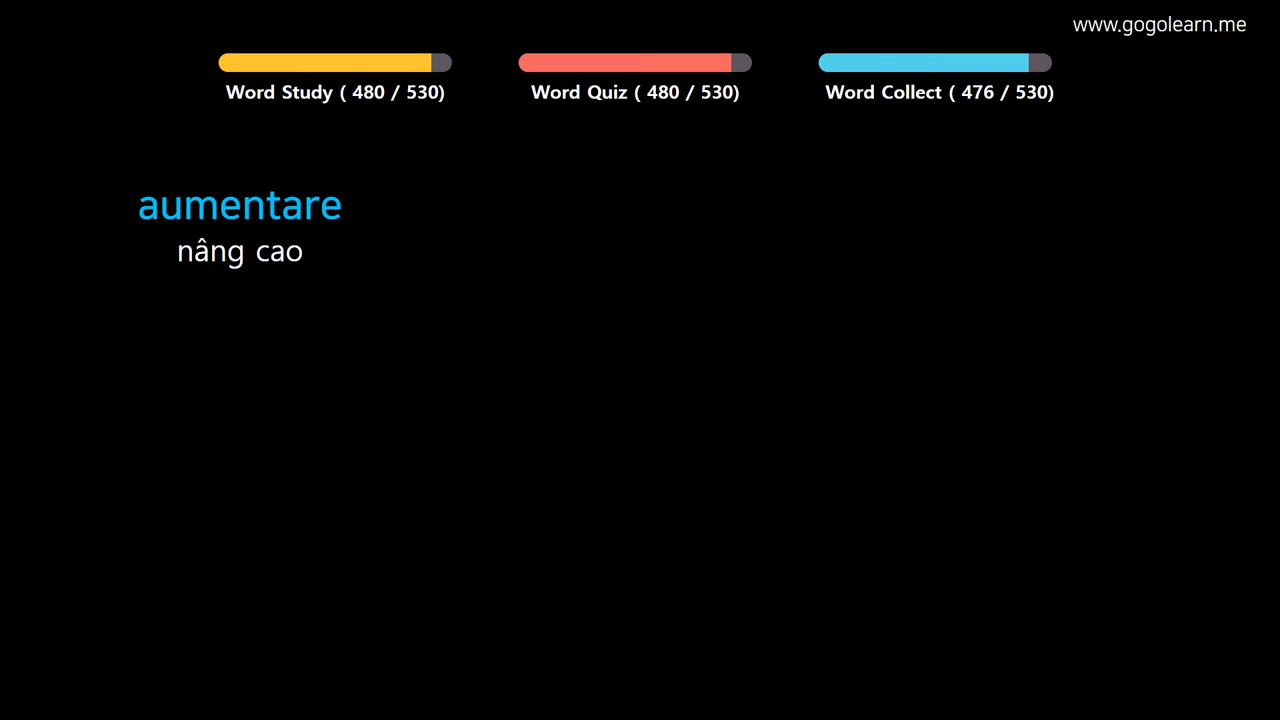 www.gogolearn.me
Word Study ( 480 / 530)
Word Quiz ( 480 / 530)
Word Collect ( 476 / 530)
aumentare
nâng cao